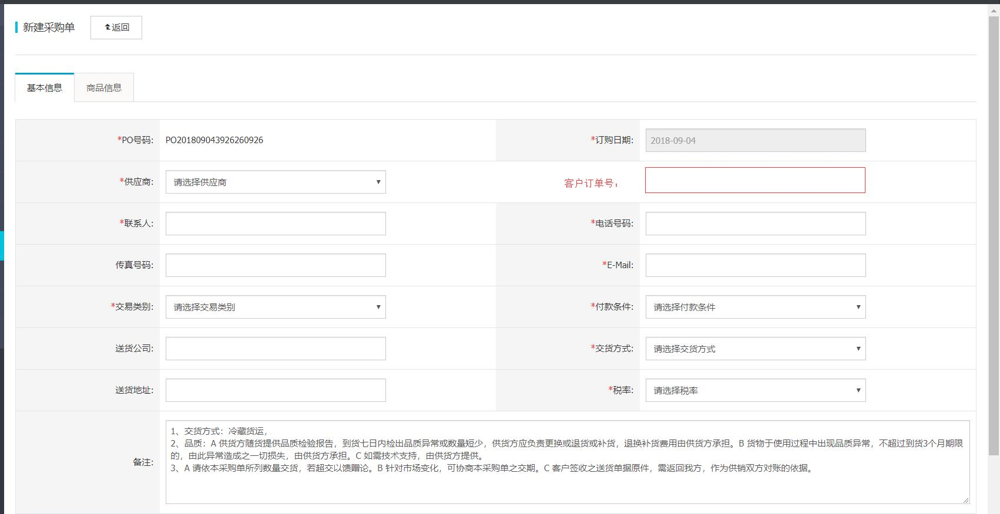 新建采购单
返回
基本信息
商品信息
*PO号码:
PO201809043926260926
*订购日期:
2018-09-04
*供应商:
请选择供应商
客户订单号：
*联系人:
*电话号码:
传真号码:
*E-Mail:
*交易类别:
请选择交易类别
*付款条件:
请选择付款条件
送货公司:
*交货方式:
请选择交货方式
送货地址:
*税率:
请选择税率
备注:
1、交货方式：冷藏货运，
2、品质：A 供货方随货提供品质检验报告，到货七日内检出品质异常或数量短少，供货方应负责更换或退货或补货，退换补货费用由供货方承担。B 货物于使用过程中出现品质异常，不超过到货3个月期限
的，由此异常造成之一切损失，由供货方承担。C 如需技术支持，由供货方提供。
3、A 请依本采购单所列数量交货，若超交以馈赠论。B 针对市场变化，可协商本采购单之交期。C 客户签收之送货单据原件，需返回我方，作为供销双方对账的依据。